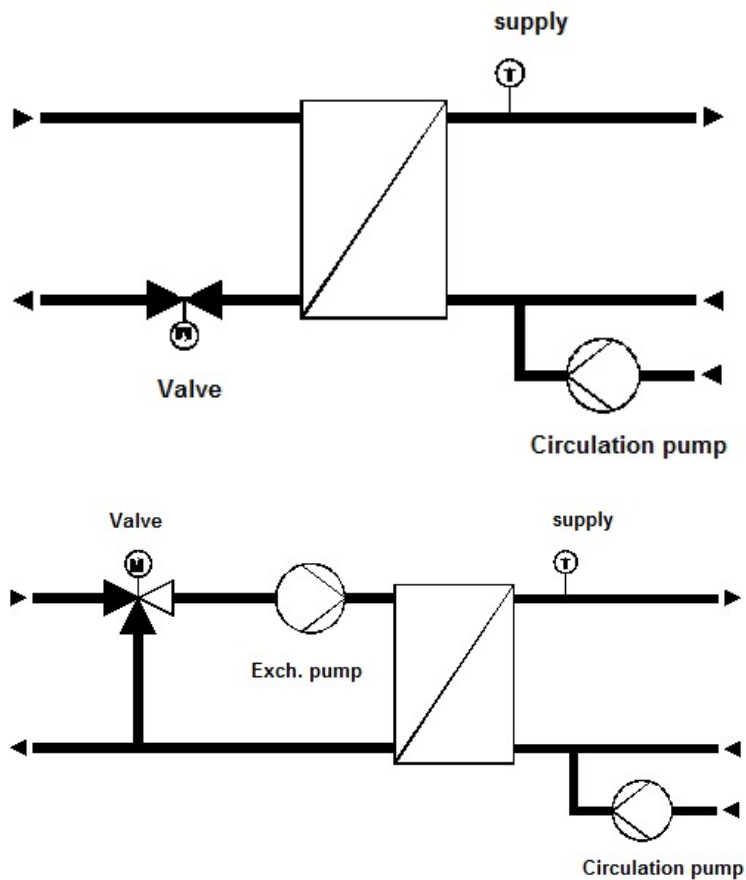 supply
T
Valve
Circulation pump
Valve
supply
M
T
Exch. pump
Circulation pump